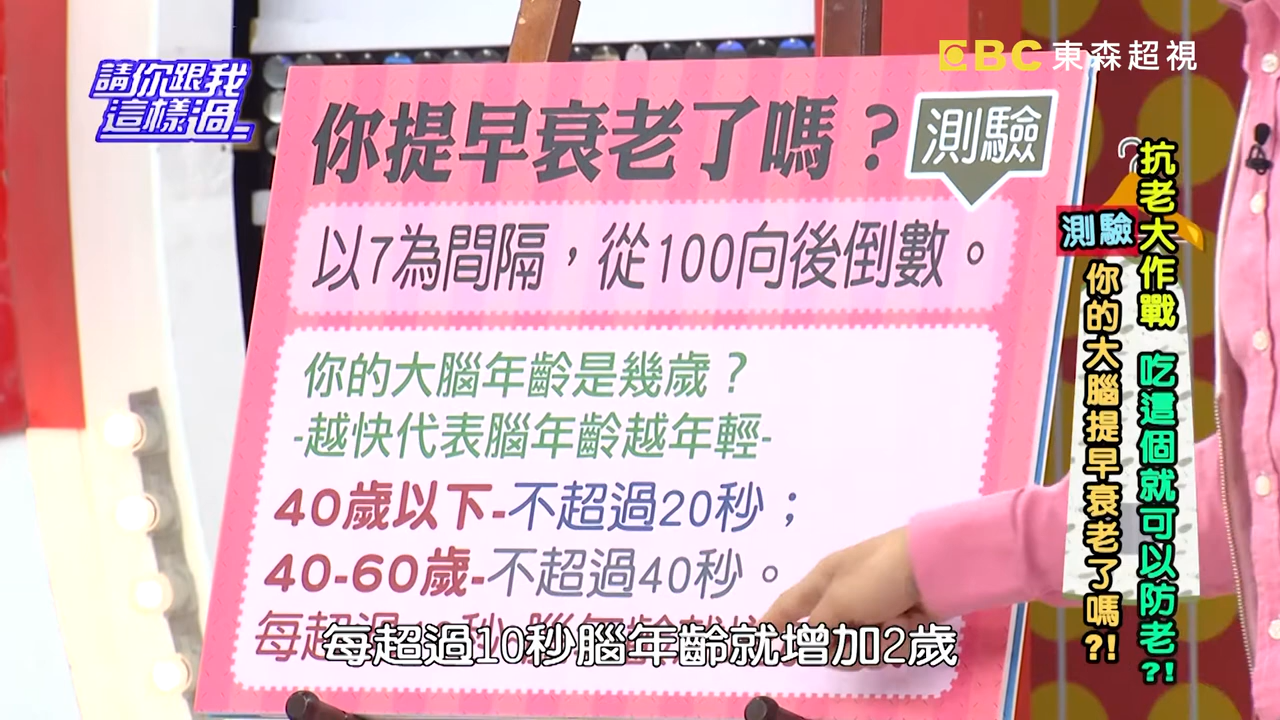 請你跟我
這樣過
EBC 東森超視
你提早衰老了嗎？
測驗
以7為間隔，從100向後倒數。
你的大腦年齡是幾歲？
-越快代表腦年齡越年輕-
40歲以下-不超過20秒；
40-60歲-不超過40秒。
每超過10秒腦年齡就增加2歲
抗老大作戰 吃這個就可以防老?!
測驗
你的大腦提早衰老了嗎?!